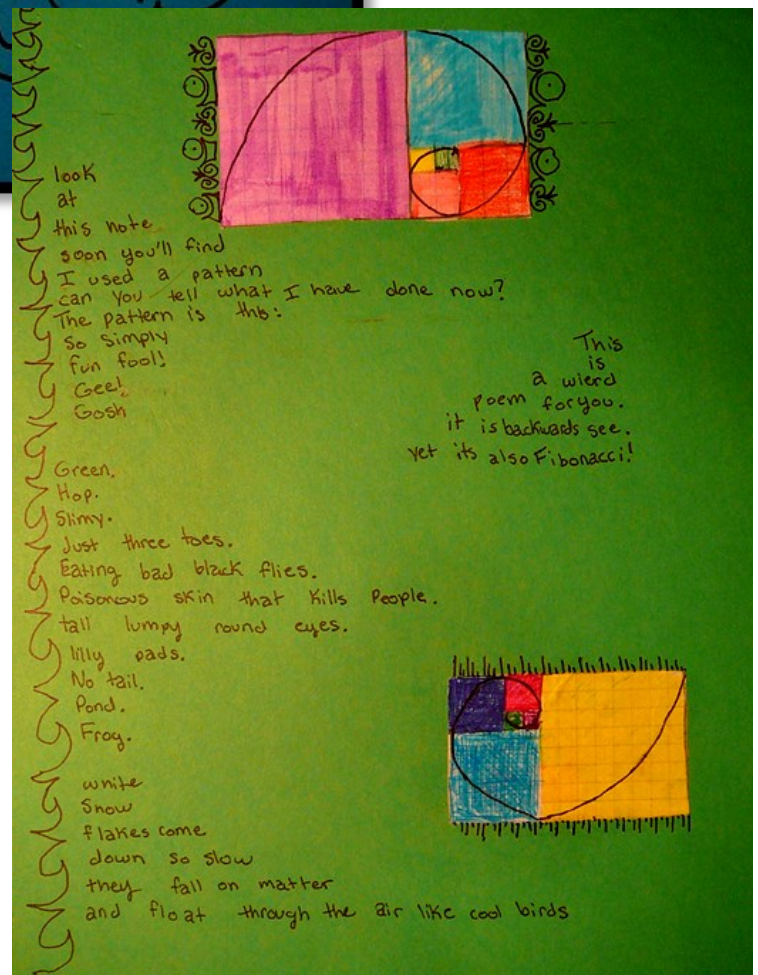 look
at
this note
soon you'll find
I used a pattern
can you tell what I have done now?
The pattern is this:
So simply
fun fool!
Gee!
Gosh
This
is
a wierd
poem for you.
it is backwards see.
yet its also Fibonacci!
Green.
Hop.
Slimy.
Just three toes.
Eating bad black flies.
Poisonous skin that kills People.
tall lumpy round eyes.
lilly pads.
No tail.
Pond.
Frog.
white
Snow
flakes come
down so slow
they fall on matter
and float through the air like cool birds